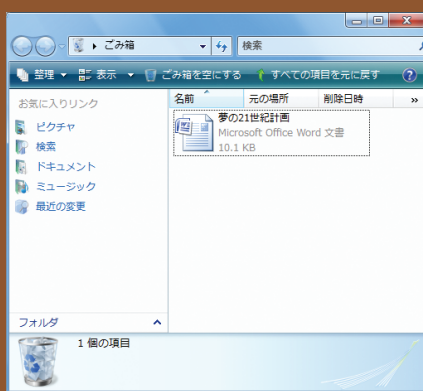 ごみ箱
検索
整理 表示 ごみ箱を空にする すべての項目を元に戻す
お気に入りリンク
ピクチャ
検索
ドキュメント
ミュージック
最近の変更
フォルダ
名前 元の場所 削除日時 »
夢の21世紀計画
Microsoft Office Word 文書
10.1 KB
1 個の項目